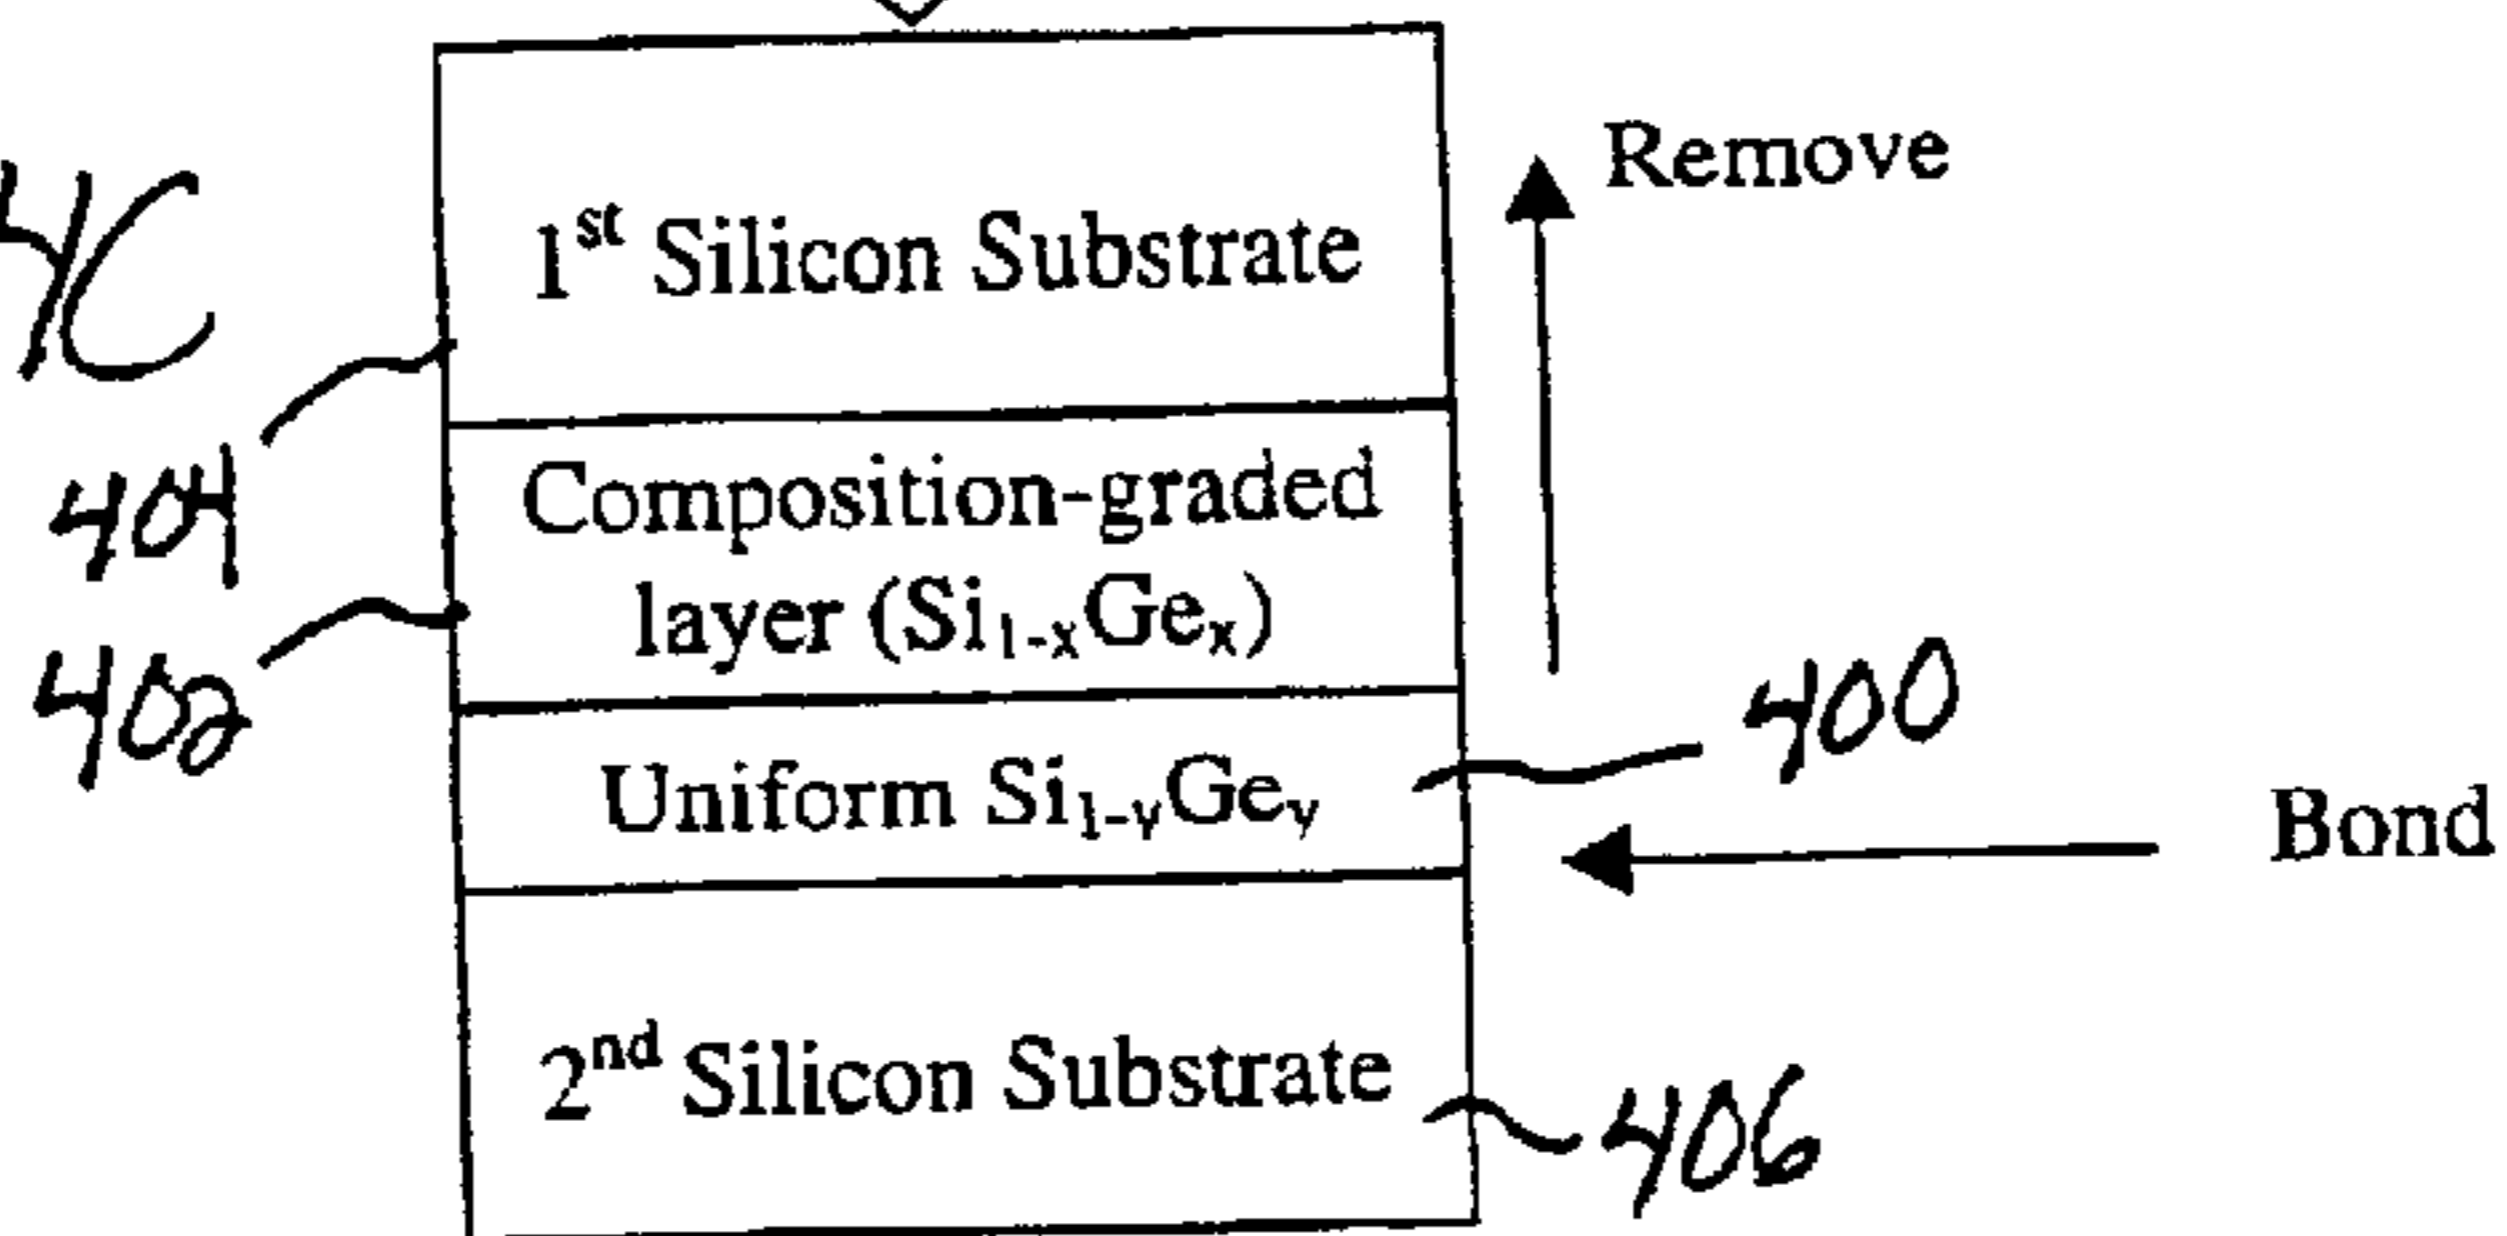 4C
Remove
1st Silicon Substrate
404
Composition-graded
layer (Si1-xGex)
402
400
Uniform Si1-yGey
Bond
2nd Silicon Substrate
406